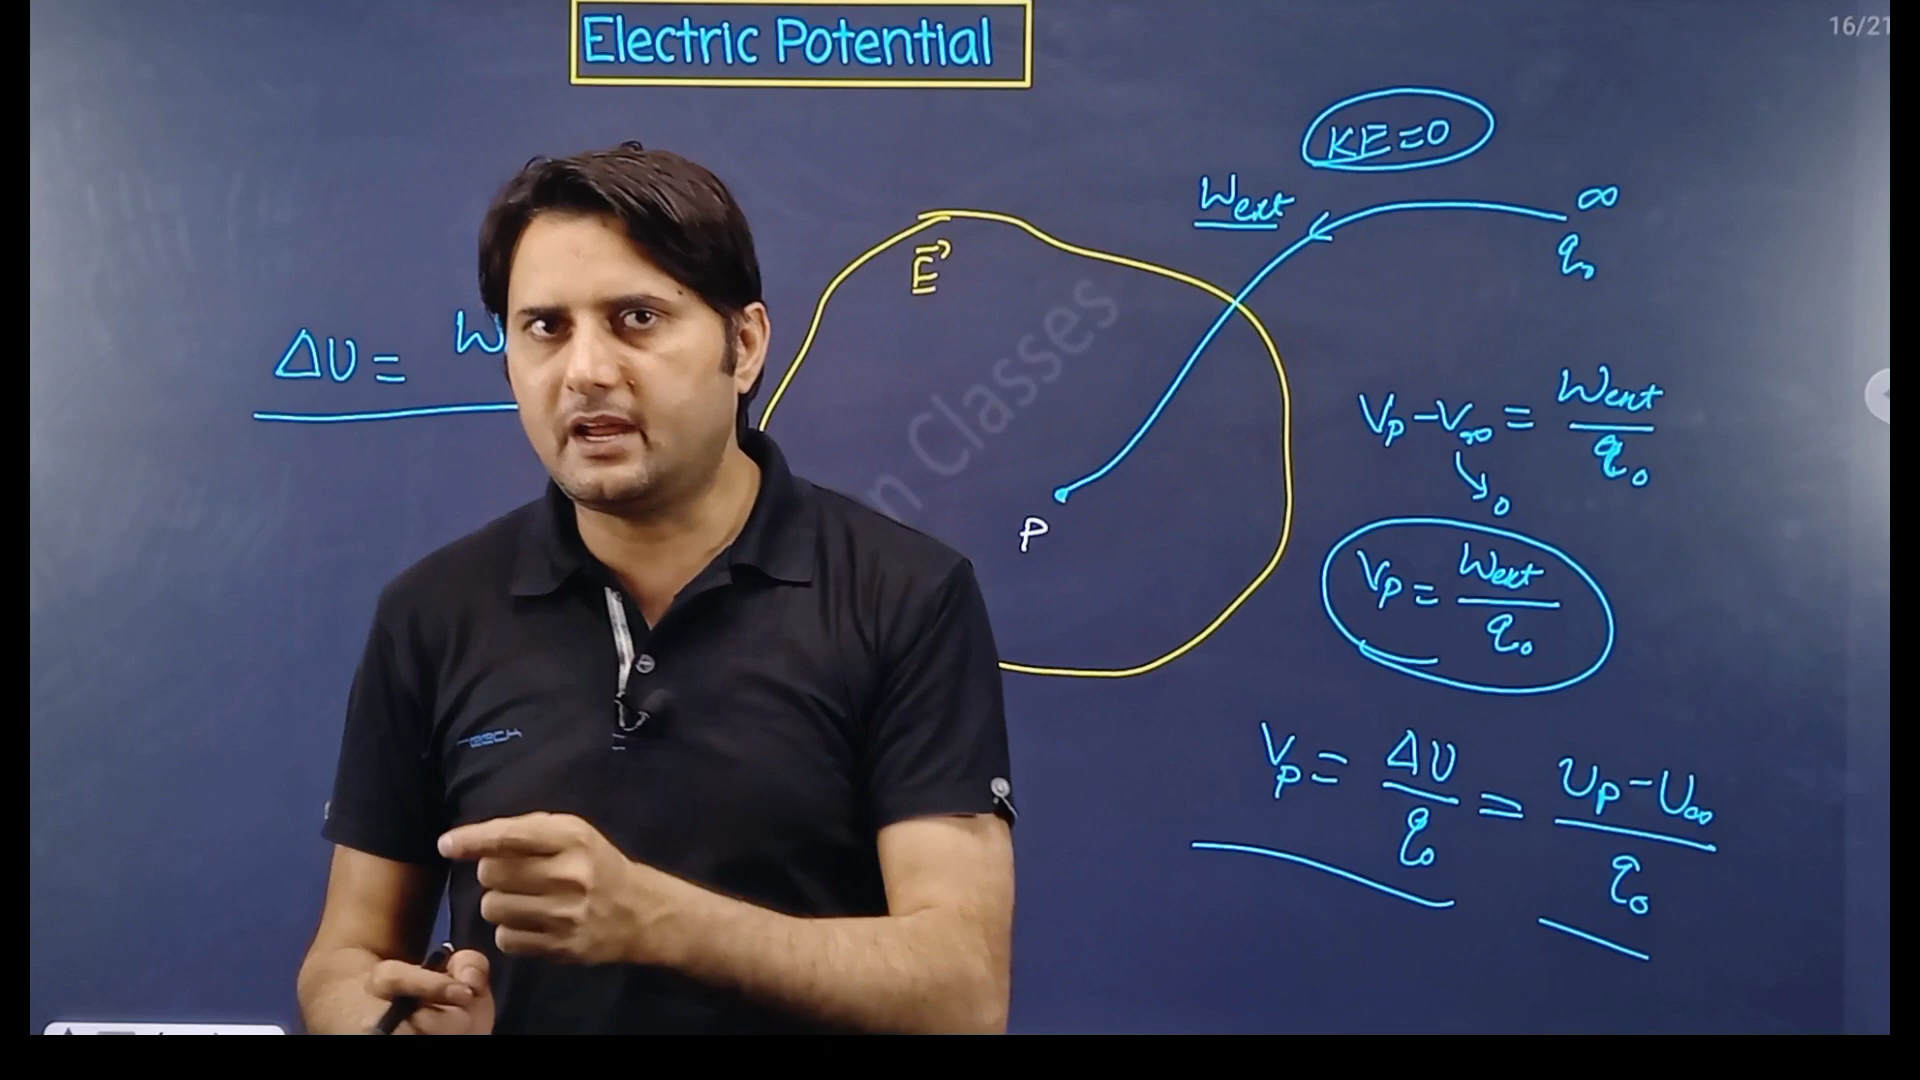 Electric Potential
16/21
KE=0
Wext
∞
q₀
E⃗
ΔU = W
n Classes
P
Vp - V∞ = Wext / q₀
0
Vp = Wext / q₀
Vp = ΔU / q₀ = Up - U∞ / q₀